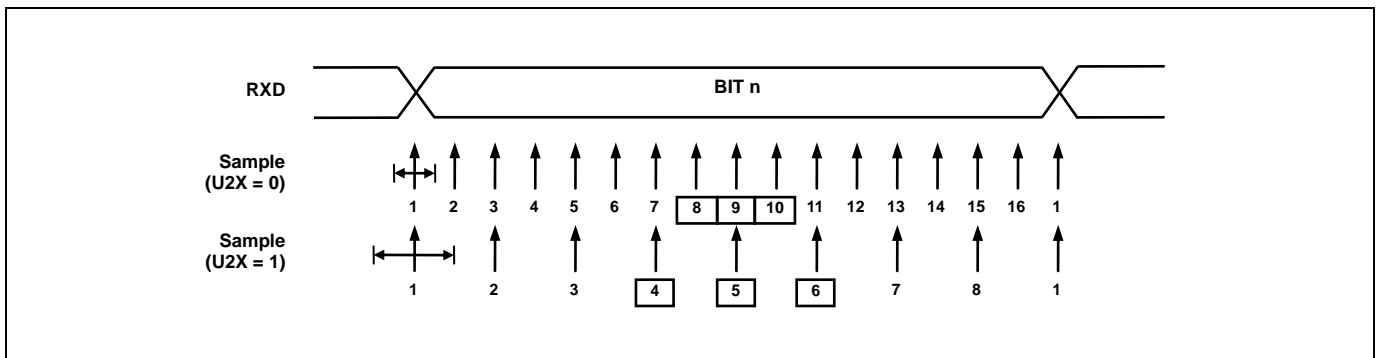 RXD
BIT n
Sample
(U2X = 0)
1 2 3 4 5 6 7 8 9 10 11 12 13 14 15 16 1
Sample
(U2X = 1)
1 2 3 4 5 6 7 8 1